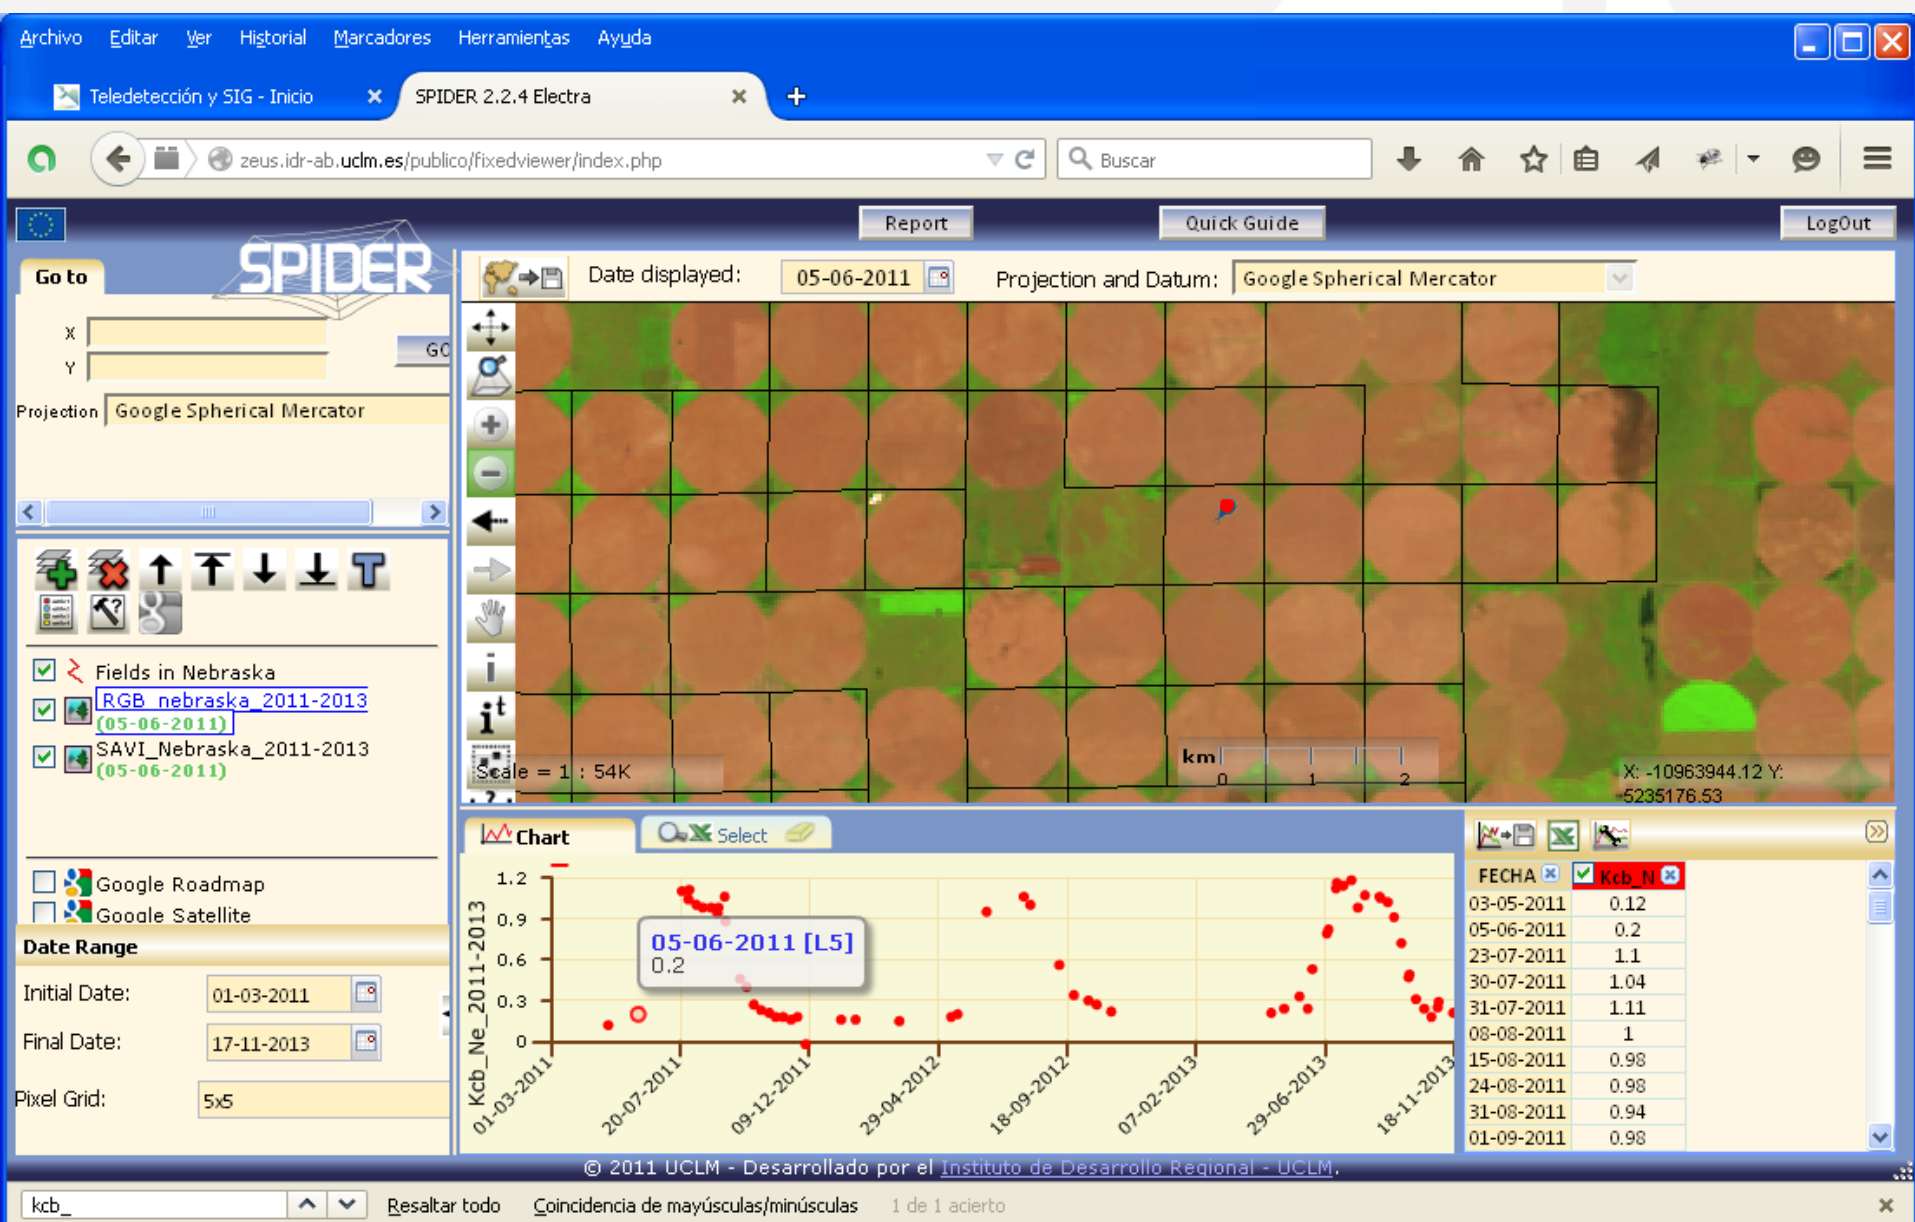 Archivo Editar Ver Historial Marcadores Herramientas Ayuda
Teledetección y SIG - Inicio SPIDER 2.2.4 Electra
zeus.idr-ab.uclm.es/publico/fixedviewer/index.php Buscar
Report Quick Guide LogOut
SPIDER
Go to
X
Y
GO
Projection Google Spherical Mercator
Date displayed: 05-06-2011 Projection and Datum: Google Spherical Mercator
Fields in Nebraska
RGB_nebraska_2011-2013
(05-06-2011)
SAVI_Nebraska_2011-2013
(05-06-2011)
Google Roadmap
Google Satellite
Date Range
Initial Date: 01-03-2011
Final Date: 17-11-2013
Pixel Grid: 5x5
Scale = 1 : 54K
km
0 1 2
X: -10963944.12 Y:
5235176.53
Chart Select
Kcb_Ne_2011-2013
1.2
0.9
0.6
0.3
0
05-06-2011 [L5]
0.2
01-03-2011 20-07-2011 09-12-2011 29-04-2012 18-09-2012 07-02-2013 29-06-2013 18-11-2013
FECHA Kcb_N
03-05-2011 0.12
05-06-2011 0.2
23-07-2011 1.1
30-07-2011 1.04
31-07-2011 1.11
08-08-2011 1
15-08-2011 0.98
24-08-2011 0.98
31-08-2011 0.94
01-09-2011 0.98
© 2011 UCLM - Desarrollado por el Instituto de Desarrollo Regional - UCLM.
kcb_ Resaltar todo Coincidencia de mayúsculas/minúsculas 1 de 1 acierto